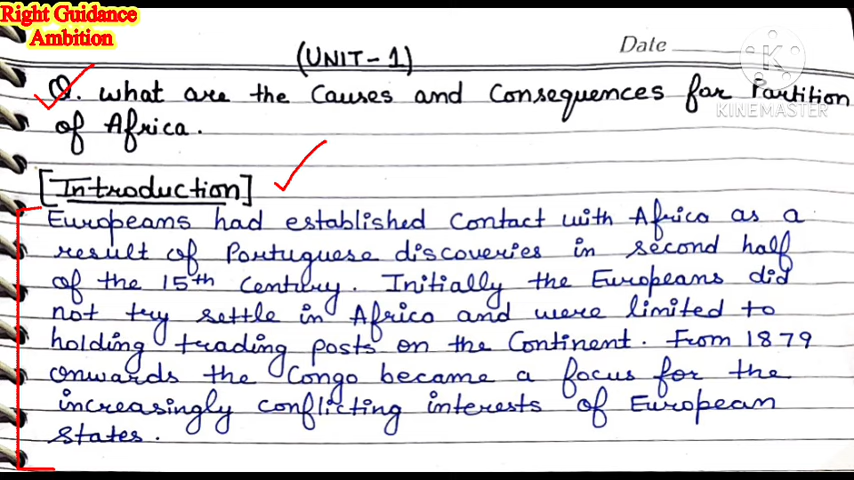 Right Guidance
Ambition
(UNIT-1)
Date
KINEMASTER
Q. What are the Causes and Consequences for Partition
of Africa.
[Introduction]
Europeans had established Contact with Africa as a
result of Portuguese discoveries in second half
of the 15th Century. Initially the Europeans did
not try settle in Africa and were limited to
holding trading posts on the Continent. From 1879
onwards the Congo became a focus for the
increasingly conflicting interests of European
States.